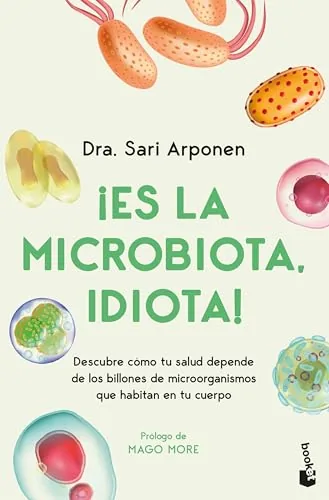 Dra. Sari Arponen
¡ES LA
MICROBIOTA,
IDIOTA!
Descubre cómo tu salud depende
de los billones de microorganismos
que habitan en tu cuerpo
Prólogo de
MAGO MORE
booket